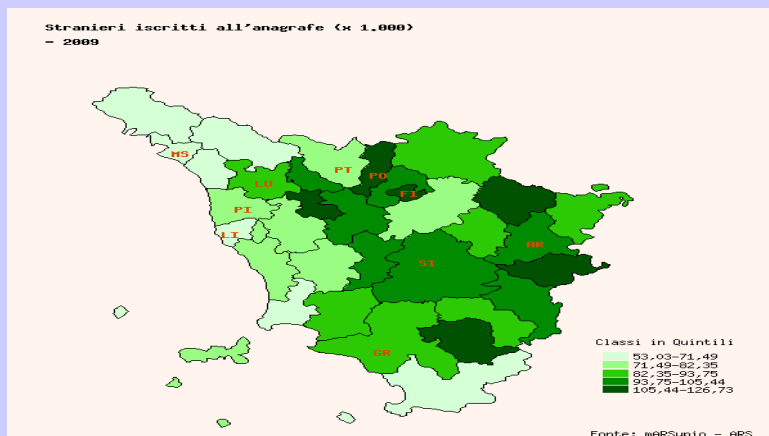 Stranieri iscritti all'anagrafe (x 1.000)
- 2009
MS
LU
PT
PO
FI
PI
LI
AR
SI
GR
Classi in Quintili
53,03-71,49
71,49-82,35
82,35-93,75
93,75-105,44
105,44-126,73
Fonte: mARSupio - ARS